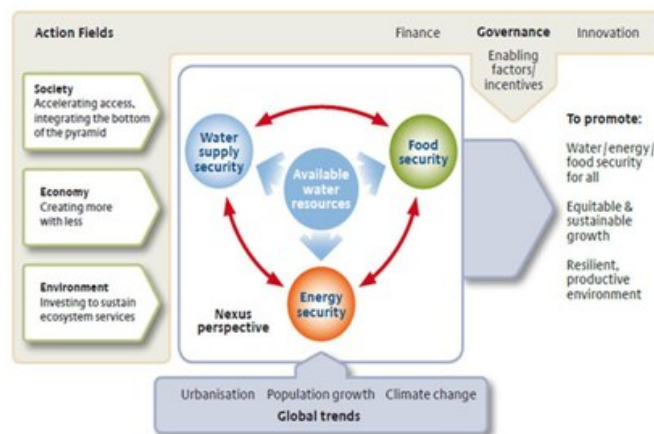 Action Fields
Finance Governance Innovation
Enabling
factors/
incentives
Society
Accelerating access,
integrating the bottom
of the pyramid
Economy
Creating more
with less
Environment
Investing to sustain
ecosystem services
Water
supply
security
Food
security
Available
water
resources
Energy
security
Nexus
perspective
To promote:
Water/energy/
food security
for all
Equitable &
sustainable
growth
Resilient,
productive
environment
Urbanisation Population growth Climate change
Global trends